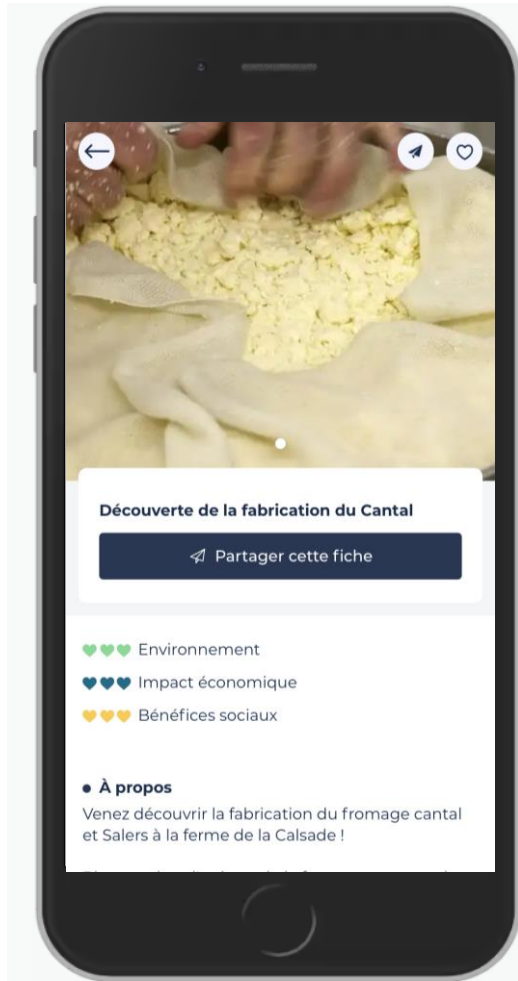 Découverte de la fabrication du Cantal
Partager cette fiche
Environnement
Impact économique
Bénéfices sociaux
À propos
Venez découvrir la fabrication du fromage cantal
et Salers à la ferme de la Calsade !